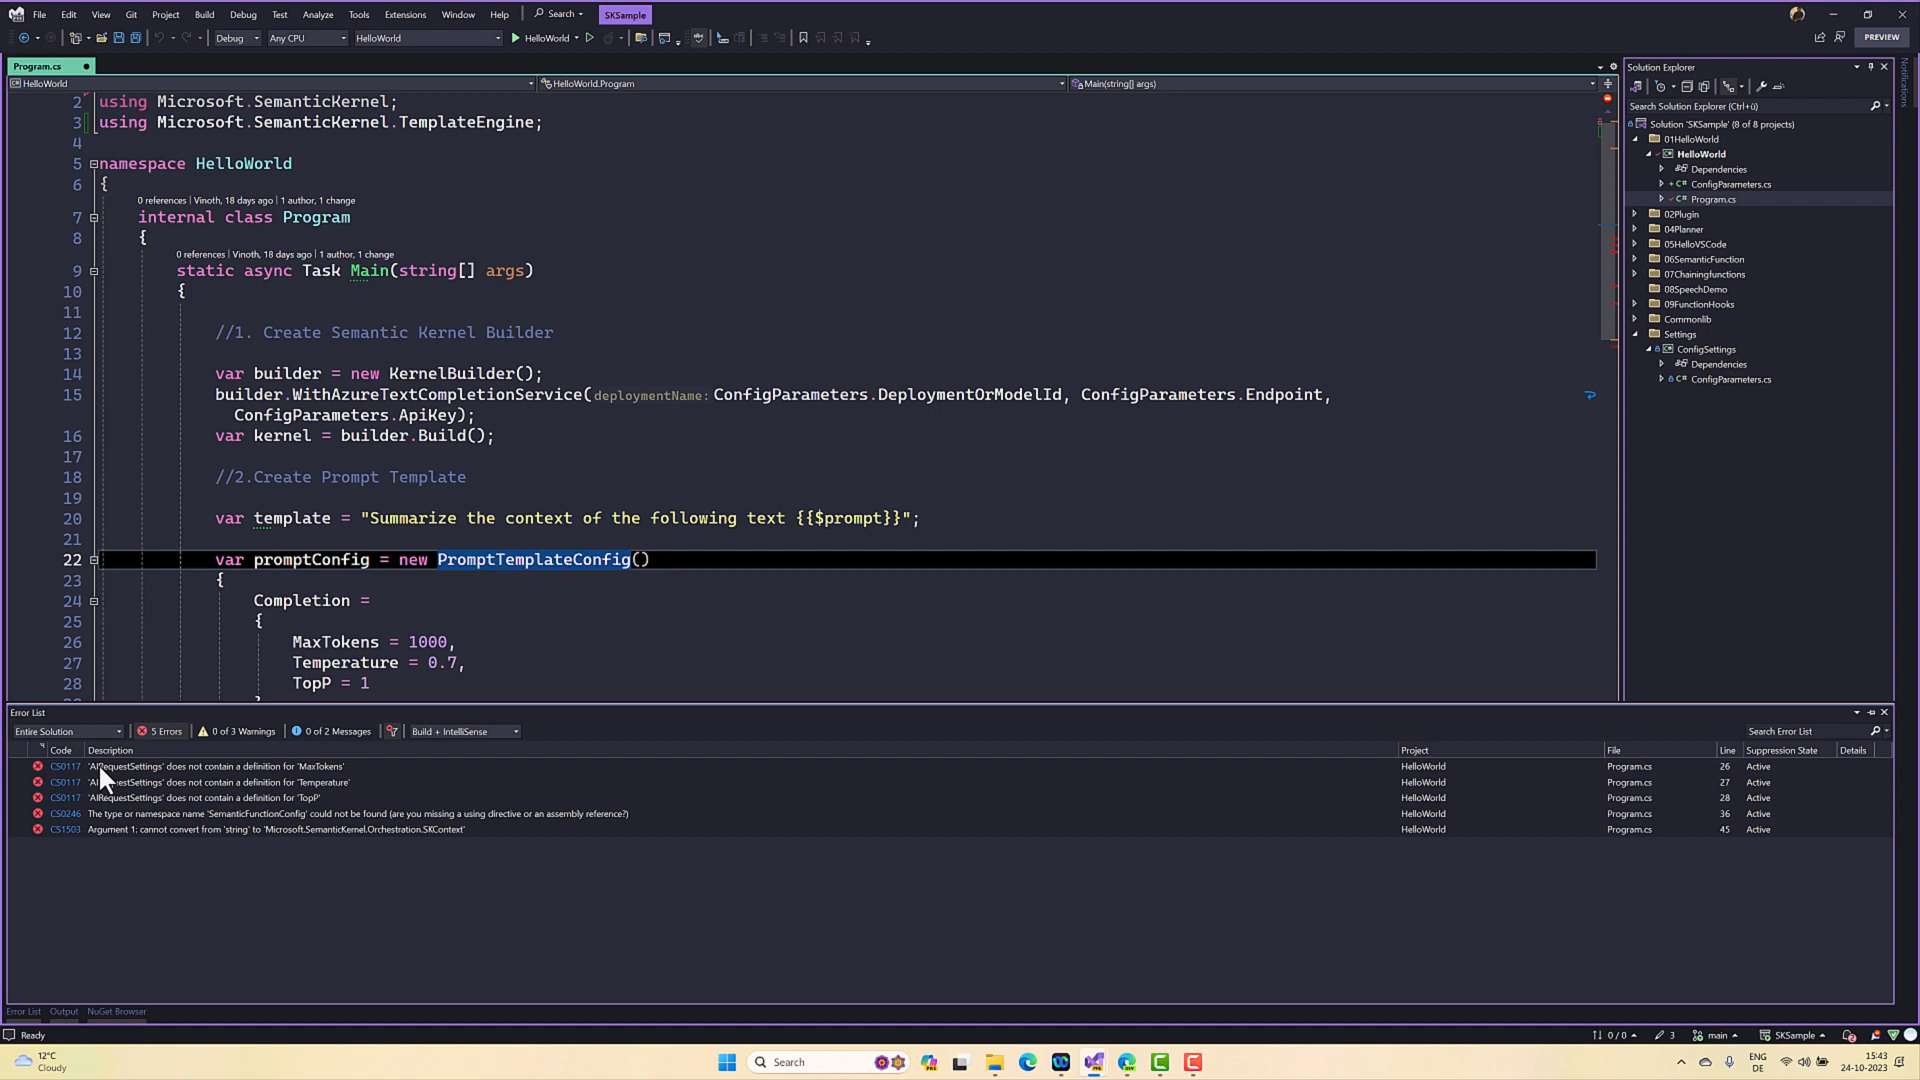 File Edit View Git Project Build Debug Test Analyze Tools Extensions Window Help Search SKSample
Debug Any CPU HelloWorld HelloWorld PREVIEW
Program.cs
HelloWorld HelloWorld.Program Main(string[] args)
2 using Microsoft.SemanticKernel;
3 using Microsoft.SemanticKernel.TemplateEngine;
4
5 namespace HelloWorld
6 {
0 references | Vinoth, 18 days ago | 1 author, 1 change
7 internal class Program
8 {
0 references | Vinoth, 18 days ago | 1 author, 1 change
9 static async Task Main(string[] args)
10 {
11
12 //1. Create Semantic Kernel Builder
13
14 var builder = new KernelBuilder();
15 builder.WithAzureTextCompletionService(deploymentName: ConfigParameters.DeploymentOrModelId, ConfigParameters.Endpoint,
ConfigParameters.ApiKey);
16 var kernel = builder.Build();
17
18 //2.Create Prompt Template
19
20 var template = "Summarize the context of the following text {{$prompt}}";
21
22 var promptConfig = new PromptTemplateConfig()
23 {
24 Completion =
25 {
26 MaxTokens = 1000,
27 Temperature = 0.7,
28 TopP = 1
Solution Explorer
Search Solution Explorer (Ctrl+ü)
Solution 'SKSample' (8 of 8 projects)
01HelloWorld
HelloWorld
Dependencies
C# ConfigParameters.cs
C# Program.cs
02Plugin
04Planner
05HelloVSCode
06SemanticFunction
07Chainingfunctions
08SpeechDemo
09FunctionHooks
Commonlib
Settings
ConfigSettings
Dependencies
C# ConfigParameters.cs
Notifications
Error List
Entire Solution 5 Errors 0 of 3 Warnings 0 of 2 Messages Build + IntelliSense Search Error List
Code Description Project File Line Suppression State Details
CS0117 'AIRequestSettings' does not contain a definition for 'MaxTokens' HelloWorld Program.cs 26 Active
CS0117 'AIRequestSettings' does not contain a definition for 'Temperature' HelloWorld Program.cs 27 Active
CS0117 'AIRequestSettings' does not contain a definition for 'TopP' HelloWorld Program.cs 28 Active
CS0246 The type or namespace name 'SemanticFunctionConfig' could not be found (are you missing a using directive or an assembly reference?) HelloWorld Program.cs 36 Active
CS1503 Argument 1: cannot convert from 'string' to 'Microsoft.SemanticKernel.Orchestration.SKContext' HelloWorld Program.cs 45 Active
Error List Output NuGet Browser
Ready 0 / 0 3 main SKSample 2
12°C
Cloudy
Search
ENG
DE
15:43
24-10-2023